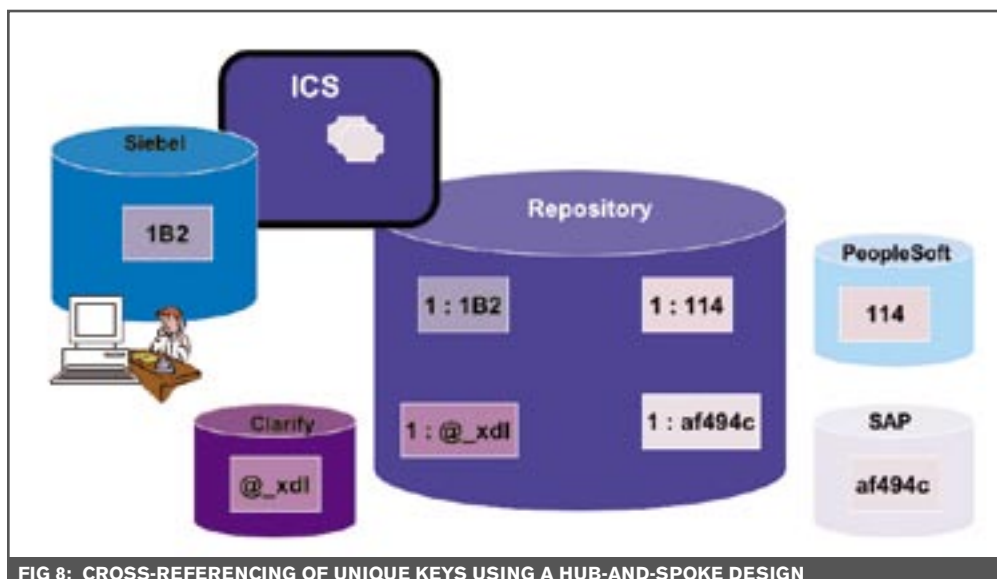 ICS
Siebel
1B2
Repository
1 : 1B2
1 : 114
PeopleSoft
114
Clarify
@_xdl
1 : @_xdl
1 : af494c
SAP
af494c
FIG 8: CROSS-REFERENCING OF UNIQUE KEYS USING A HUB-AND-SPOKE DESIGN